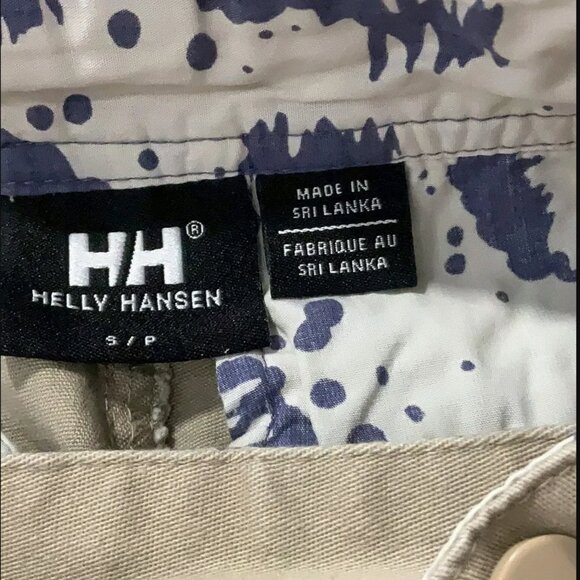 HH®
HELLY HANSEN
S / P
MADE IN
SRI LANKA
FABRIQUE AU
SRI LANKA